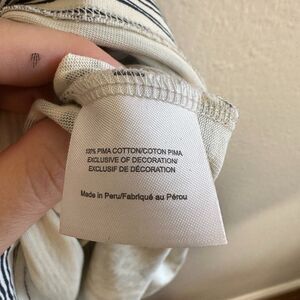 100% PIMA COTTON/COTON PIMA
EXCLUSIVE OF DECORATION/
EXCLUSIF DE DÉCORATION
Made in Peru/Fabriqué au Pérou